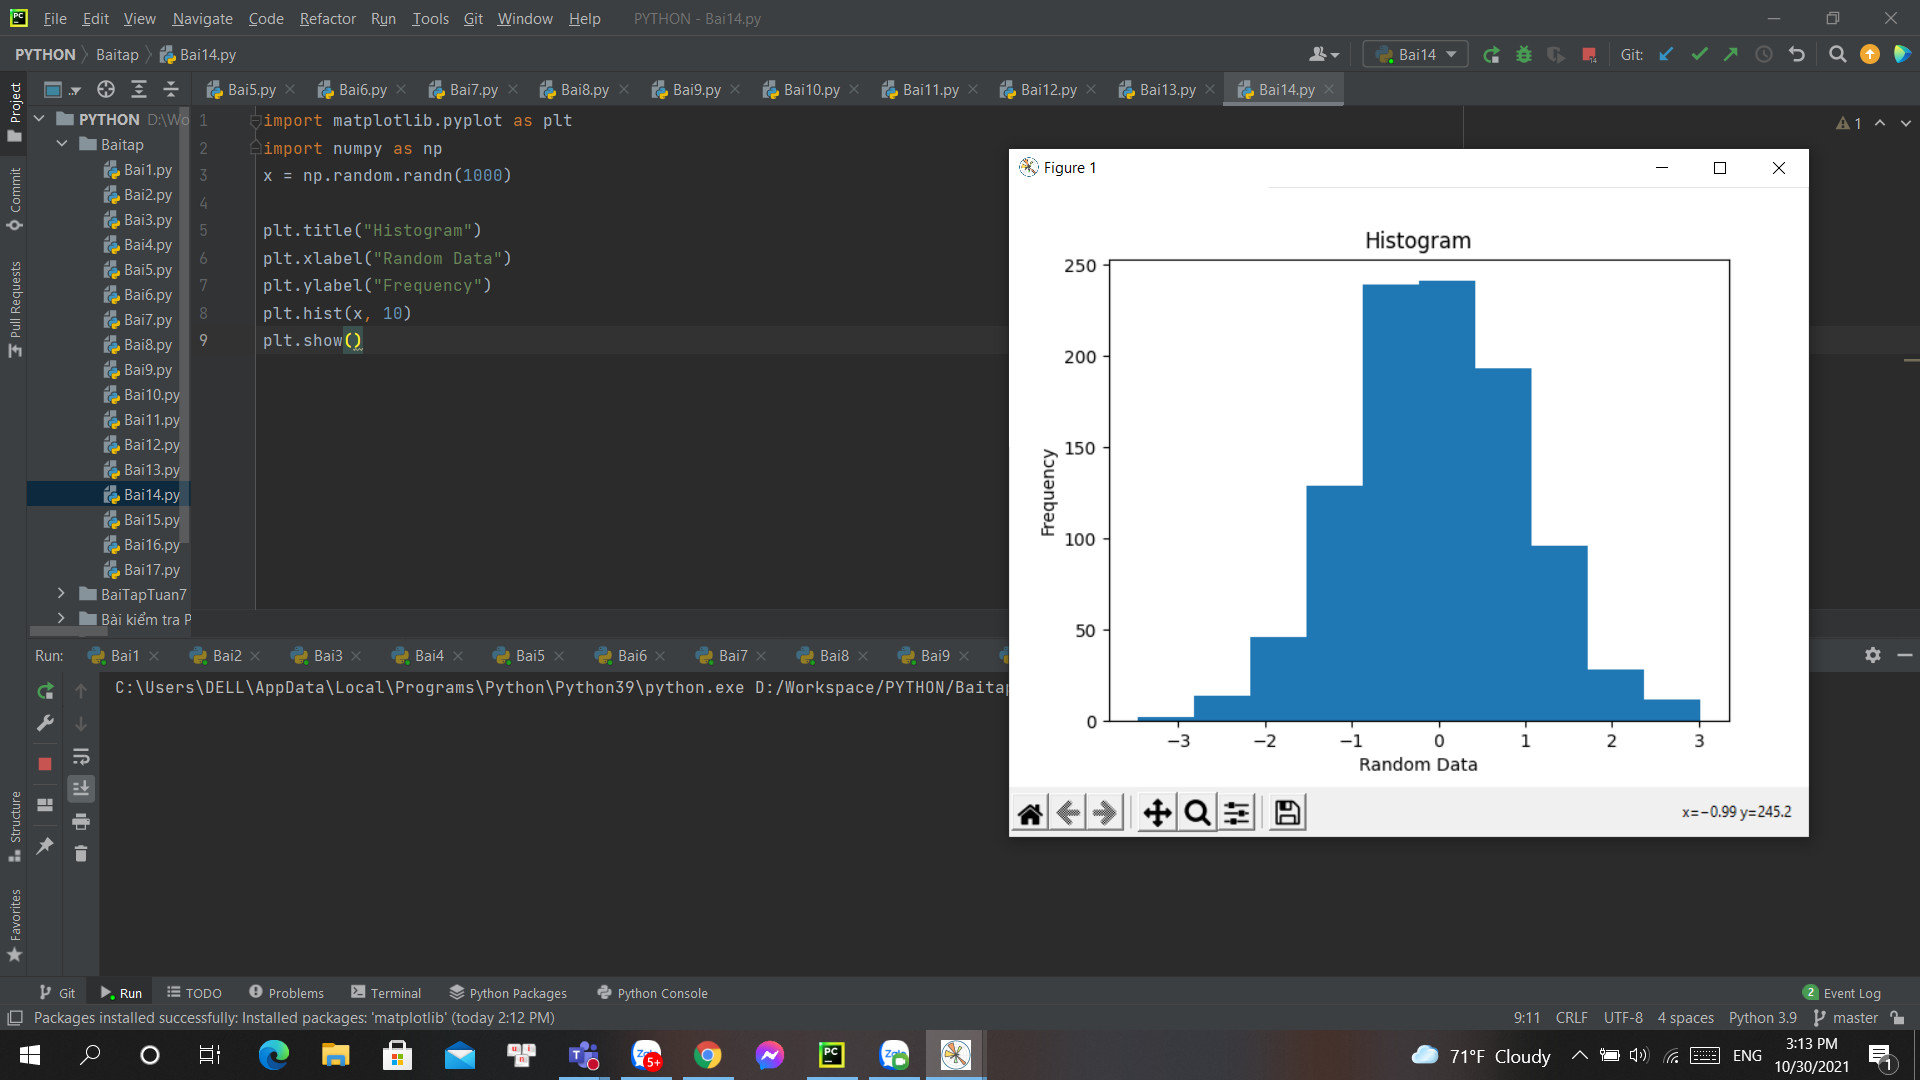 File Edit View Navigate Code Refactor Run Tools Git Window Help PYTHON - Bai14.py
PYTHON Baitap Bai14.py
Bai14
Git:
Bai5.py Bai6.py Bai7.py Bai8.py Bai9.py Bai10.py Bai11.py Bai12.py Bai13.py Bai14.py
Project
Commit
Pull Requests
Structure
Favorites
PYTHON D:\Wo
Baitap
Bai1.py
Bai2.py
Bai3.py
Bai4.py
Bai5.py
Bai6.py
Bai7.py
Bai8.py
Bai9.py
Bai10.py
Bai11.py
Bai12.py
Bai13.py
Bai14.py
Bai15.py
Bai16.py
Bai17.py
BaiTapTuan7
Bài kiểm tra P
1 import matplotlib.pyplot as plt
2 import numpy as np
3 x = np.random.randn(1000)
4
5 plt.title("Histogram")
6 plt.xlabel("Random Data")
7 plt.ylabel("Frequency")
8 plt.hist(x, 10)
9 plt.show()
1
Figure 1
Histogram
250
200
150
100
50
0
Frequency
−3 −2 −1 0 1 2 3
Random Data
x=−0.99 y=245.2
Run: Bai1 Bai2 Bai3 Bai4 Bai5 Bai6 Bai7 Bai8 Bai9
C:\Users\DELL\AppData\Local\Programs\Python\Python39\python.exe D:/Workspace/PYTHON/Baitap
Git Run TODO Problems Terminal Python Packages Python Console
2 Event Log
Packages installed successfully: Installed packages: 'matplotlib' (today 2:12 PM)
9:11 CRLF UTF-8 4 spaces Python 3.9 master
71°F Cloudy
ENG
3:13 PM
10/30/2021
1
5+